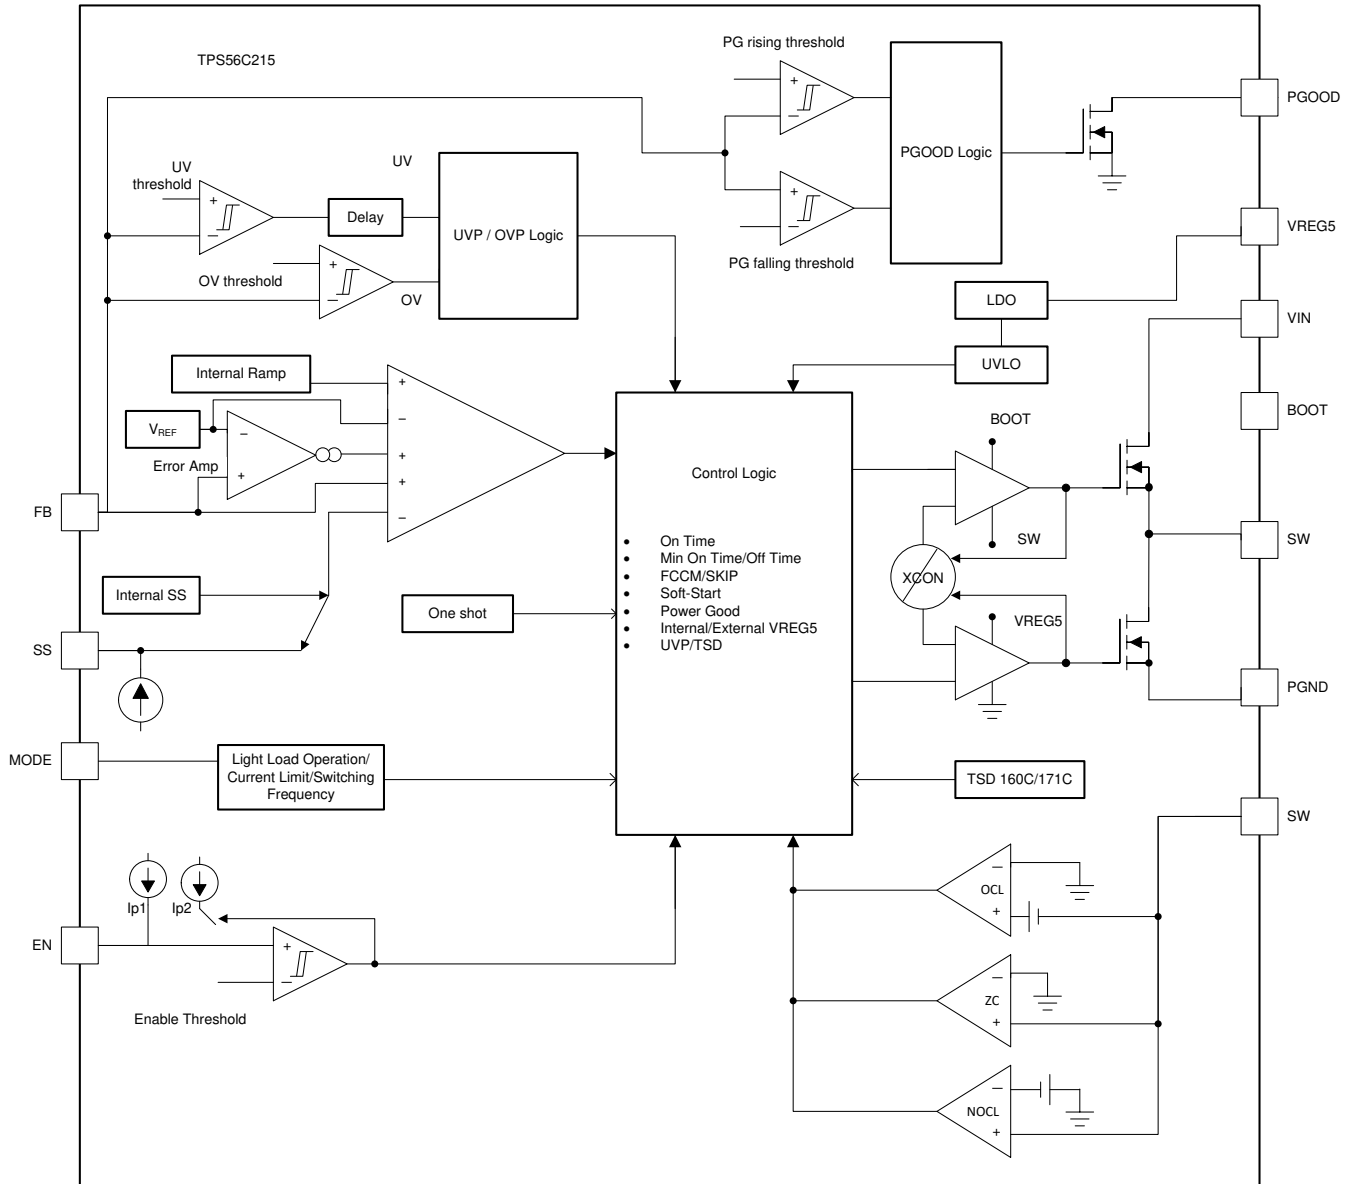 TPS56C215
PG rising threshold
+
−
PGOOD Logic
PGOOD
UV
threshold
+
−
Delay
UV
UVP / OVP Logic
+
−
PG falling threshold
VREG5
OV threshold
+
−
OV
LDO
VIN
UVLO
Internal Ramp
+
−
+
+
−
BOOT
VREF
−
+
Error Amp
BOOT
Control Logic
FB
SW
SW
• On Time
• Min On Time/Off Time
• FCCM/SKIP
• Soft-Start
• Power Good
• Internal/External VREG5
• UVP/TSD
XCON
Internal SS
One shot
VREG5
SS
PGND
MODE
Light Load Operation/
Current Limit/Switching
Frequency
TSD 160C/171C
SW
Ip1
Ip2
OCL
−
+
EN
+
−
Enable Threshold
ZC
−
+
NOCL
−
+